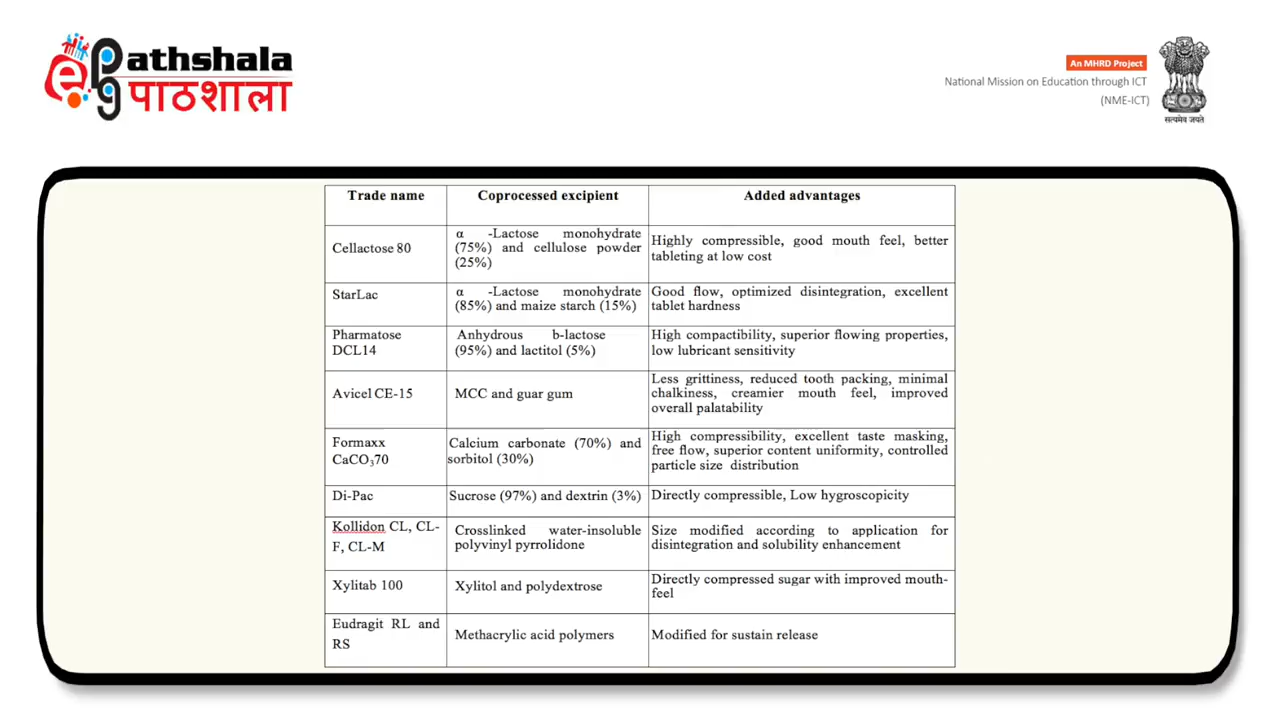 ePG Pathshala
पाठशाला
An MHRD Project
National Mission on Education through ICT
(NME-ICT)
सत्यमेव जयते
Trade name
Coprocessed excipient
Added advantages
Cellactose 80
α -Lactose monohydrate
(75%) and cellulose powder
(25%)
Highly compressible, good mouth feel, better
tableting at low cost
StarLac
α -Lactose monohydrate
(85%) and maize starch (15%)
Good flow, optimized disintegration, excellent
tablet hardness
Pharmatose
DCL14
Anhydrous b-lactose
(95%) and lactitol (5%)
High compactibility, superior flowing properties,
low lubricant sensitivity
Avicel CE-15
MCC and guar gum
Less grittiness, reduced tooth packing, minimal
chalkiness, creamier mouth feel, improved
overall palatability
Formaxx
CaCO₃70
Calcium carbonate (70%) and
sorbitol (30%)
High compressibility, excellent taste masking,
free flow, superior content uniformity, controlled
particle size distribution
Di-Pac
Sucrose (97%) and dextrin (3%)
Directly compressible, Low hygroscopicity
Kollidon CL, CL-
F, CL-M
Crosslinked water-insoluble
polyvinyl pyrrolidone
Size modified according to application for
disintegration and solubility enhancement
Xylitab 100
Xylitol and polydextrose
Directly compressed sugar with improved mouth-
feel
Eudragit RL and
RS
Methacrylic acid polymers
Modified for sustain release